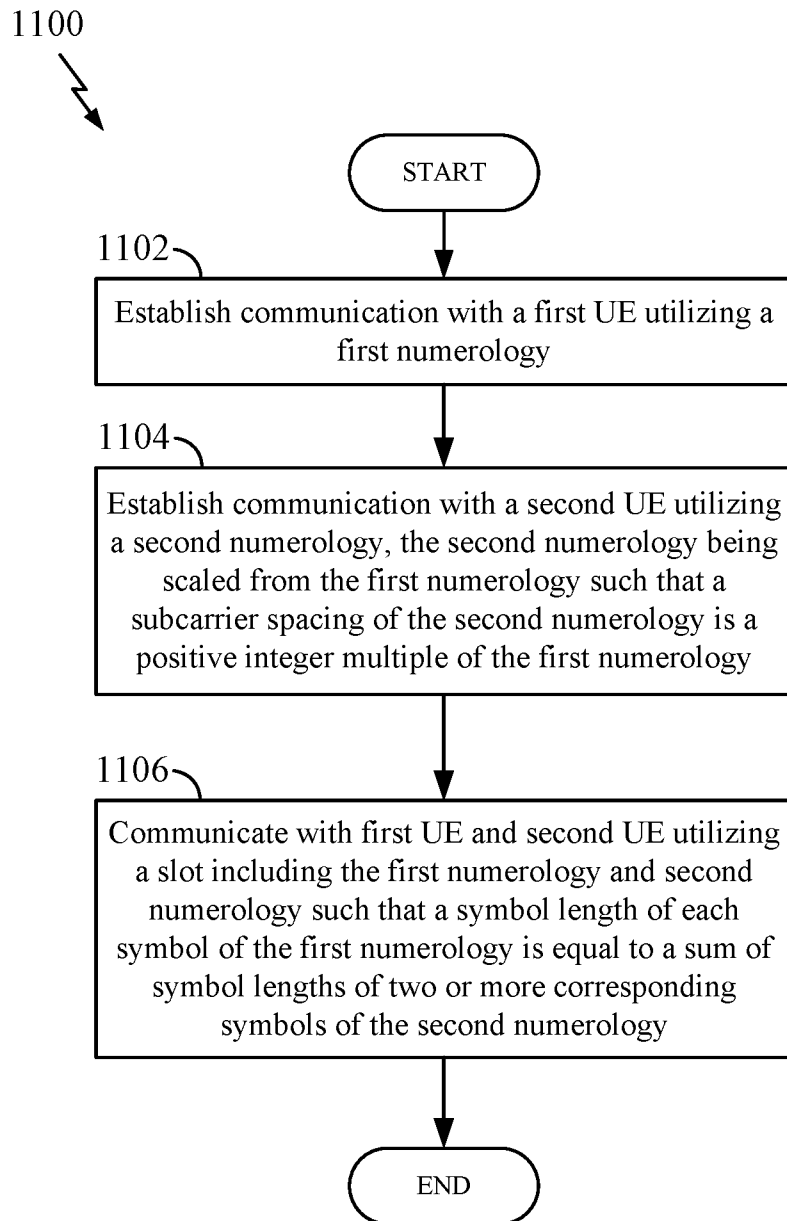 1100
START
1102
Establish communication with a first UE utilizing a
first numerology
1104
Establish communication with a second UE utilizing
a second numerology, the second numerology being
scaled from the first numerology such that a
subcarrier spacing of the second numerology is a
positive integer multiple of the first numerology
1106
Communicate with first UE and second UE utilizing
a slot including the first numerology and second
numerology such that a symbol length of each
symbol of the first numerology is equal to a sum of
symbol lengths of two or more corresponding
symbols of the second numerology
END